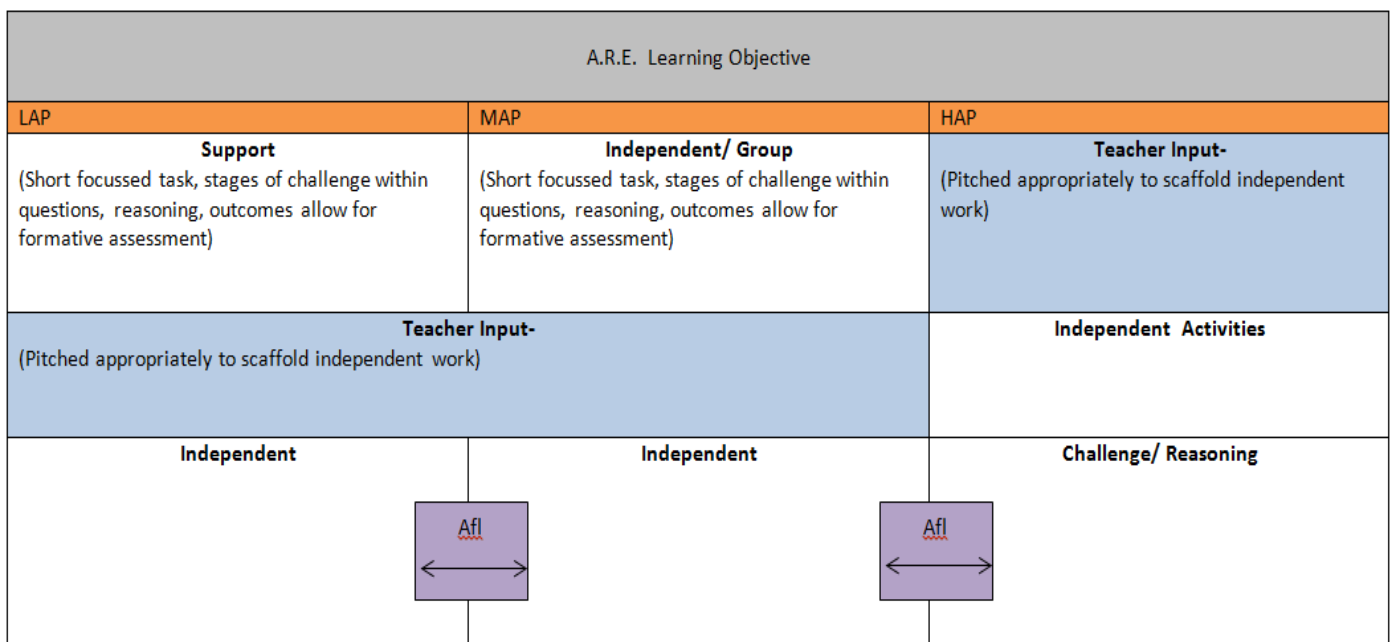 A.R.E. Learning Objective
LAP
MAP
HAP
Support
(Short focussed task, stages of challenge within
questions, reasoning, outcomes allow for
formative assessment)
Independent/ Group
(Short focussed task, stages of challenge within
questions, reasoning, outcomes allow for
formative assessment)
Teacher Input-
(Pitched appropriately to scaffold independent
work)
Teacher Input-
(Pitched appropriately to scaffold independent work)
Independent Activities
Independent
Independent
Challenge/ Reasoning
Afl
Afl